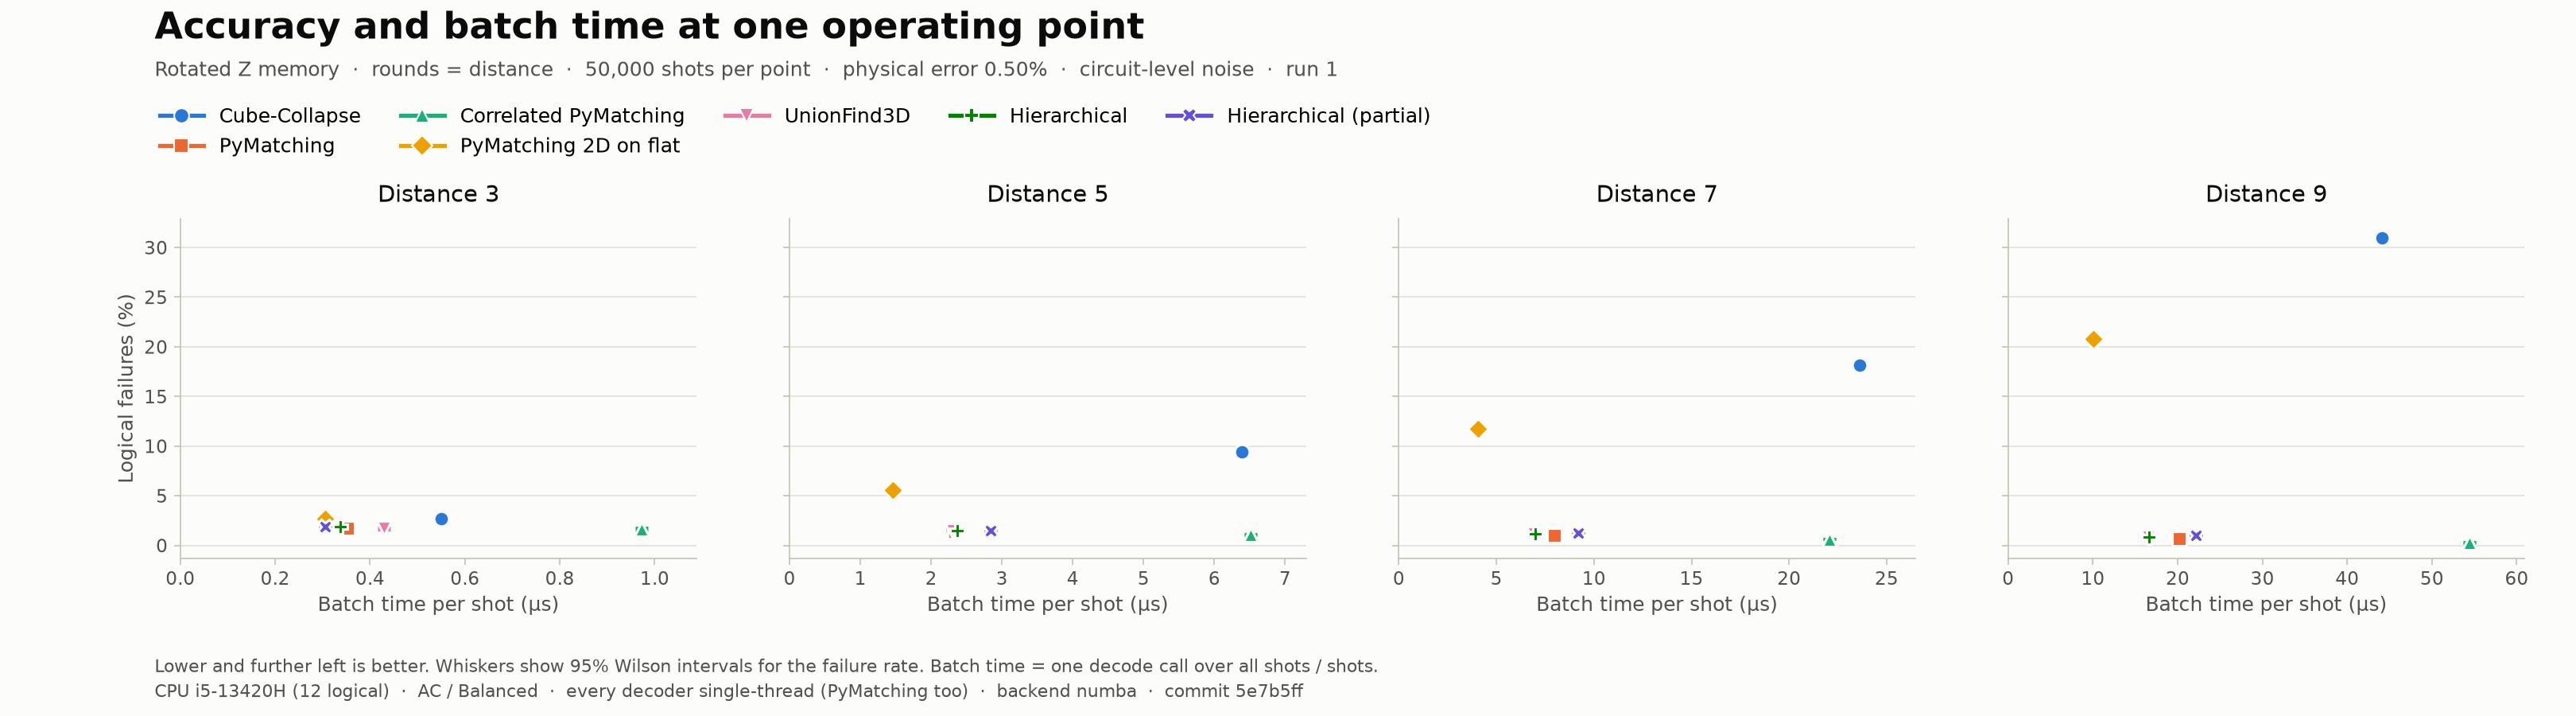 Accuracy and batch time at one operating point
Rotated Z memory · rounds = distance · 50,000 shots per point · physical error 0.50% · circuit-level noise · run 1
Cube-Collapse Correlated PyMatching UnionFind3D Hierarchical Hierarchical (partial)
PyMatching PyMatching 2D on flat
Distance 3 Distance 5 Distance 7 Distance 9
Logical failures (%)
30
25
20
15
10
5
0
0.0 0.2 0.4 0.6 0.8 1.0 0 1 2 3 4 5 6 7 0 5 10 15 20 25 0 10 20 30 40 50 60
Batch time per shot (µs) Batch time per shot (µs) Batch time per shot (µs) Batch time per shot (µs)
Lower and further left is better. Whiskers show 95% Wilson intervals for the failure rate. Batch time = one decode call over all shots / shots.
CPU i5-13420H (12 logical) · AC / Balanced · every decoder single-thread (PyMatching too) · backend numba · commit 5e7b5ff